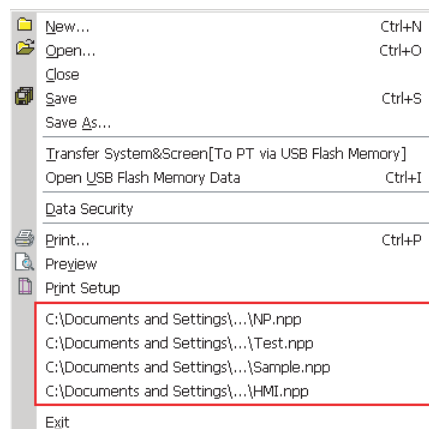 New... Ctrl+N
Open... Ctrl+O
Close
Save Ctrl+S
Save As...
Transfer System&Screen[To PT via USB Flash Memory]
Open USB Flash Memory Data Ctrl+I
Data Security
Print... Ctrl+P
Preview
Print Setup
C:\Documents and Settings\...\NP.npp
C:\Documents and Settings\...\Test.npp
C:\Documents and Settings\...\Sample.npp
C:\Documents and Settings\...\HMI.npp
Exit